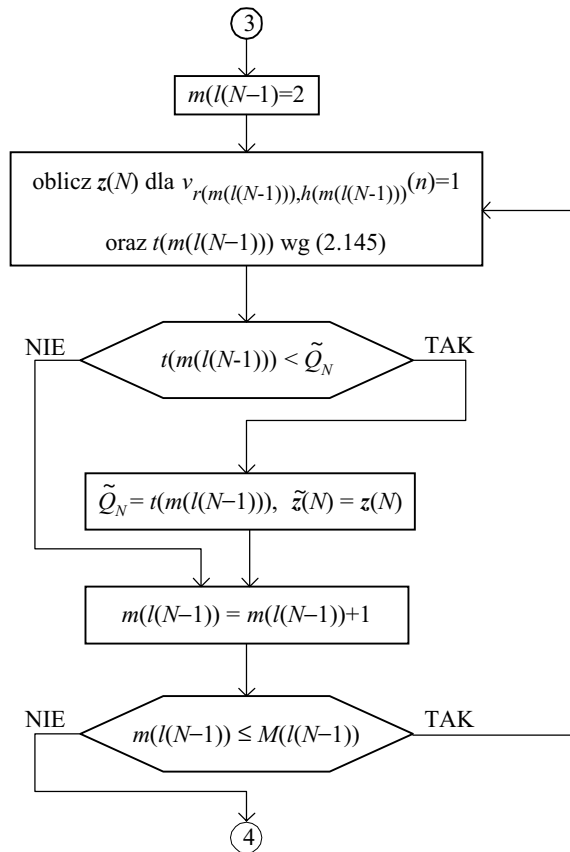 3
m(l(N−1)=2
oblicz z(N) dla v_{r(m(l(N-1))),h(m(l(N-1)))}(n)=1
oraz t(m(l(N−1))) wg (2.145)
NIE t(m(l(N-1))) < Q̃_N TAK
Q̃_N = t(m(l(N−1))), z̃(N) = z(N)
m(l(N−1)) = m(l(N−1))+1
NIE m(l(N−1)) ≤ M(l(N−1)) TAK
4